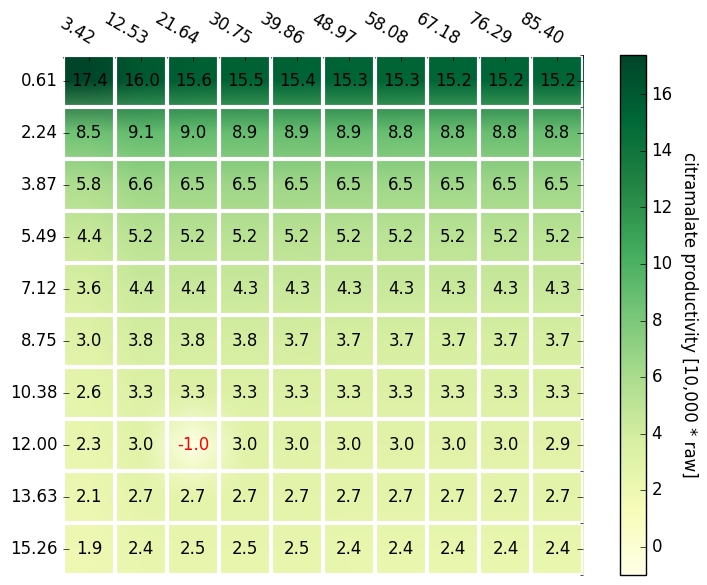 3.42 12.53 21.64 30.75 39.86 48.97 58.08 67.18 76.29 85.40
0.61 17.4 16.0 15.6 15.5 15.4 15.3 15.3 15.2 15.2 15.2
2.24 8.5 9.1 9.0 8.9 8.9 8.9 8.8 8.8 8.8 8.8
3.87 5.8 6.6 6.5 6.5 6.5 6.5 6.5 6.5 6.5 6.5
5.49 4.4 5.2 5.2 5.2 5.2 5.2 5.2 5.2 5.2 5.2
7.12 3.6 4.4 4.4 4.3 4.3 4.3 4.3 4.3 4.3 4.3
8.75 3.0 3.8 3.8 3.8 3.7 3.7 3.7 3.7 3.7 3.7
10.38 2.6 3.3 3.3 3.3 3.3 3.3 3.3 3.3 3.3 3.3
12.00 2.3 3.0 -1.0 3.0 3.0 3.0 3.0 3.0 3.0 2.9
13.63 2.1 2.7 2.7 2.7 2.7 2.7 2.7 2.7 2.7 2.7
15.26 1.9 2.4 2.5 2.5 2.5 2.4 2.4 2.4 2.4 2.4
16
14
12
10
8
6
4
2
0
citramalate productivity [10,000 * raw]